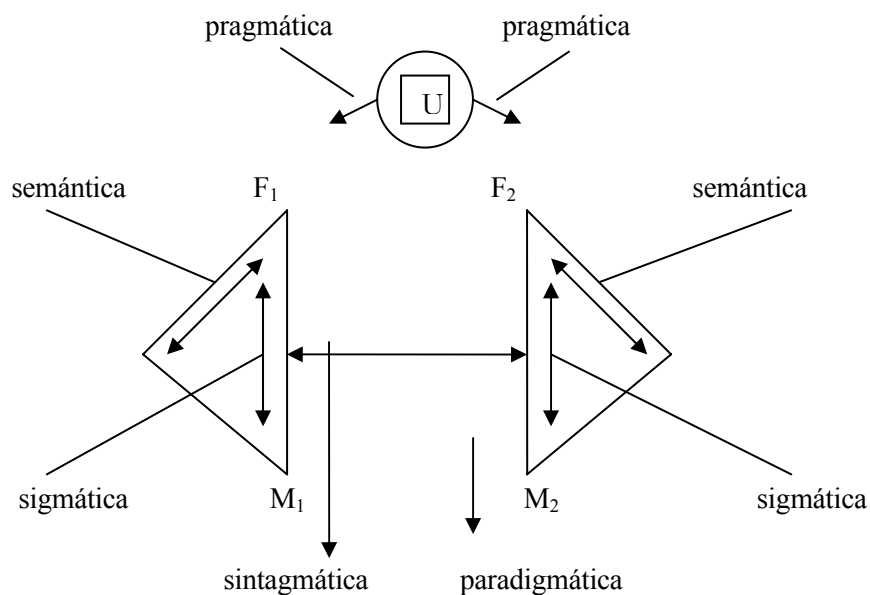 pragmática pragmática
U
semántica F₁ F₂ semántica
sigmática M₁ M₂ sigmática
sintagmática paradigmática